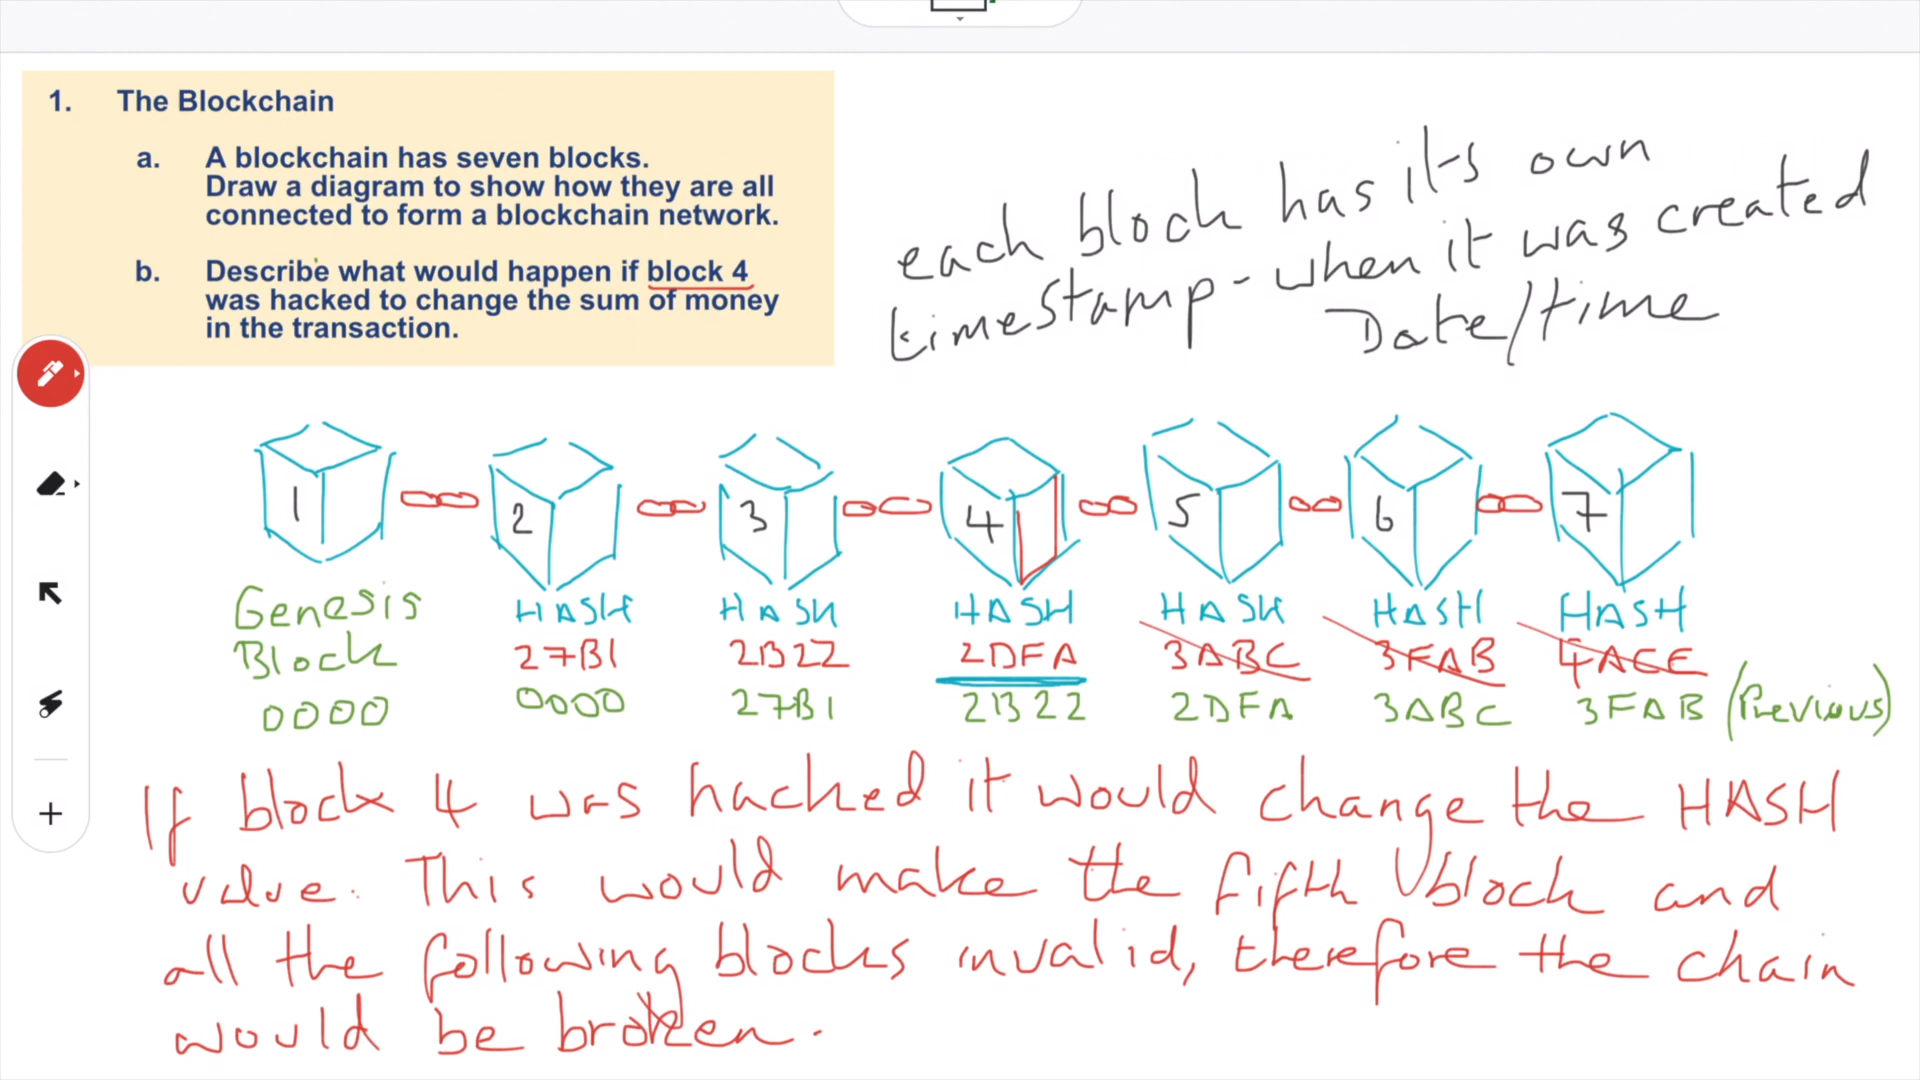 1. The Blockchain
a. A blockchain has seven blocks.
Draw a diagram to show how they are all
connected to form a blockchain network.
b. Describe what would happen if block 4
was hacked to change the sum of money
in the transaction.
each block has it's own
timestamp - when it was created
Date/time
1 2 3 4 5 6 7
Genesis HASH HASH HASH HASH HASH HASH
Block 27B1 2B22 2DFA 3ABC 3FAB 4ACE
0000 0000 27B1 2B22 2DFA 3ABC 3FAB (Previous)
If block 4 was hacked it would change the HASH
value. This would make the fifth block and
all the following blocks invalid, therefore the chain
would be broken.